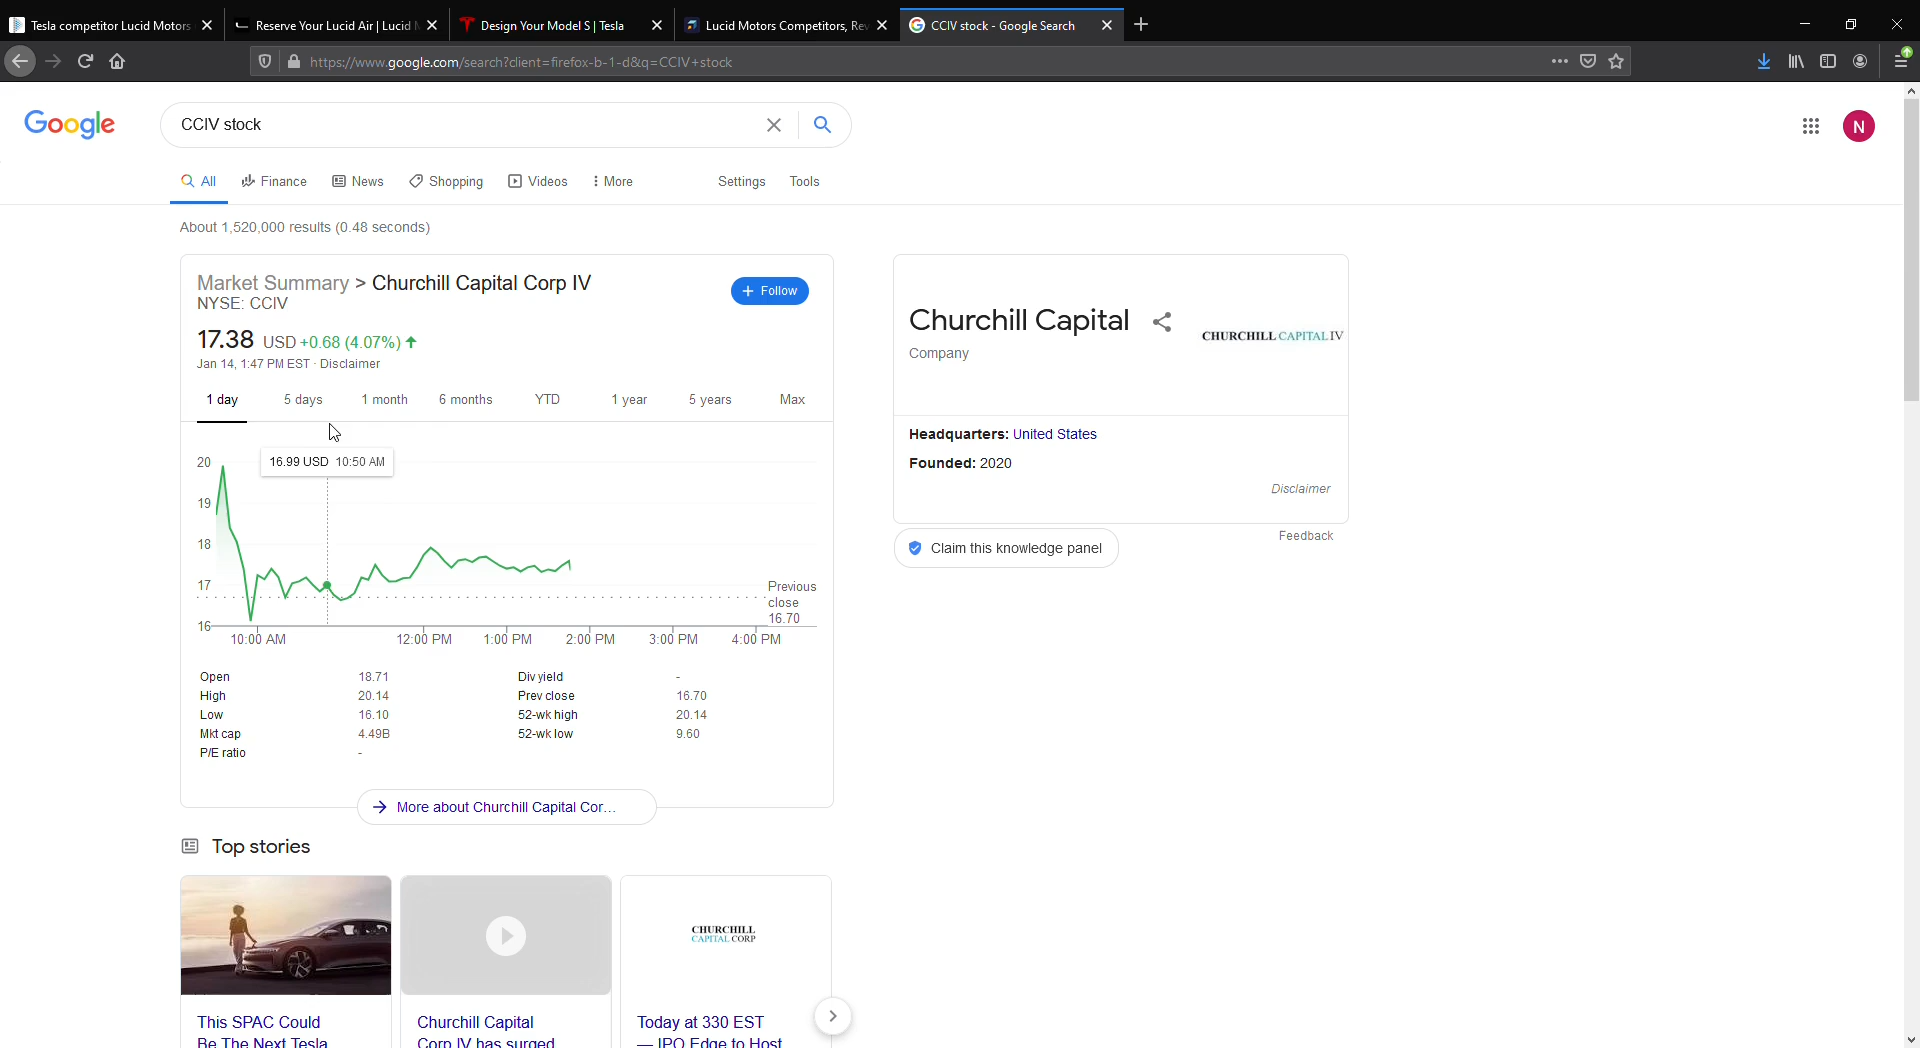 Tesla competitor Lucid Motors
Reserve Your Lucid Air | Lucid M
Design Your Model S | Tesla
Lucid Motors Competitors, Rev
CCIV stock - Google Search
https://www.google.com/search?client=firefox-b-1-d&q=CCIV+stock
Google
CCIV stock
N
All
Finance
News
Shopping
Videos
More
Settings
Tools
About 1,520,000 results (0.48 seconds)
Market Summary > Churchill Capital Corp IV
NYSE: CCIV
+ Follow
17.38 USD +0.68 (4.07%)
Jan 14, 1:47 PM EST · Disclaimer
1 day
5 days
1 month
6 months
YTD
1 year
5 years
Max
16.99 USD 10:50 AM
20
19
18
17
16
Previous
close
16.70
10:00 AM
12:00 PM
1:00 PM
2:00 PM
3:00 PM
4:00 PM
Open 18.71 Div yield -
High 20.14 Prev close 16.70
Low 16.10 52-wk high 20.14
Mkt cap 4.49B 52-wk low 9.60
P/E ratio -
More about Churchill Capital Cor...
Churchill Capital
Company
CHURCHILL CAPITAL IV
Headquarters: United States
Founded: 2020
Disclaimer
Feedback
Claim this knowledge panel
Top stories
This SPAC Could
Be The Next Tesla
Churchill Capital
Corp IV has surged
CHURCHILL
CAPITAL CORP
Today at 330 EST
— IPO Edge to Host